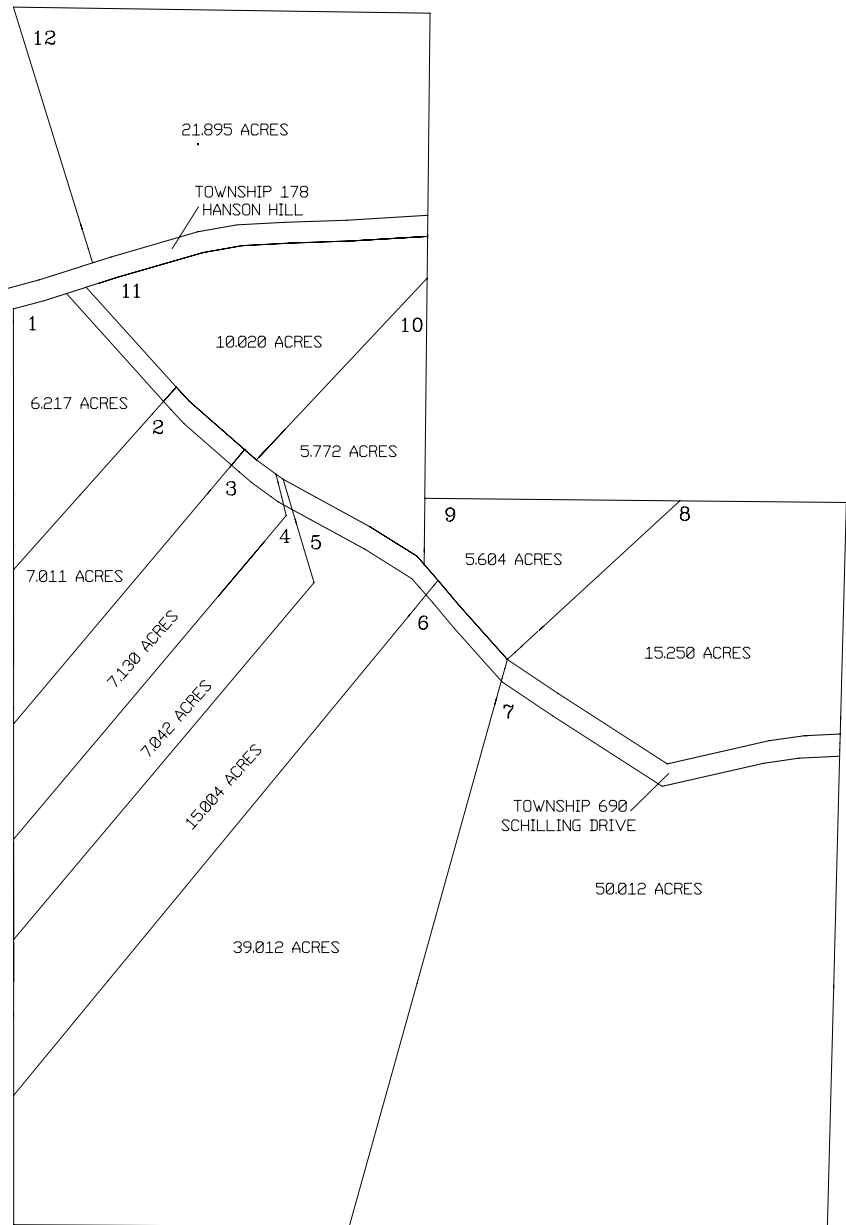 12
21.895 ACRES
TOWNSHIP 178
HANSON HILL
11
1
10
10.020 ACRES
6.217 ACRES
2
5.772 ACRES
3
9
8
4
5
5.604 ACRES
7.011 ACRES
6
7.130 ACRES
15.250 ACRES
7
7.042 ACRES
15.004 ACRES
TOWNSHIP 690
SCHILLING DRIVE
50.012 ACRES
39.012 ACRES